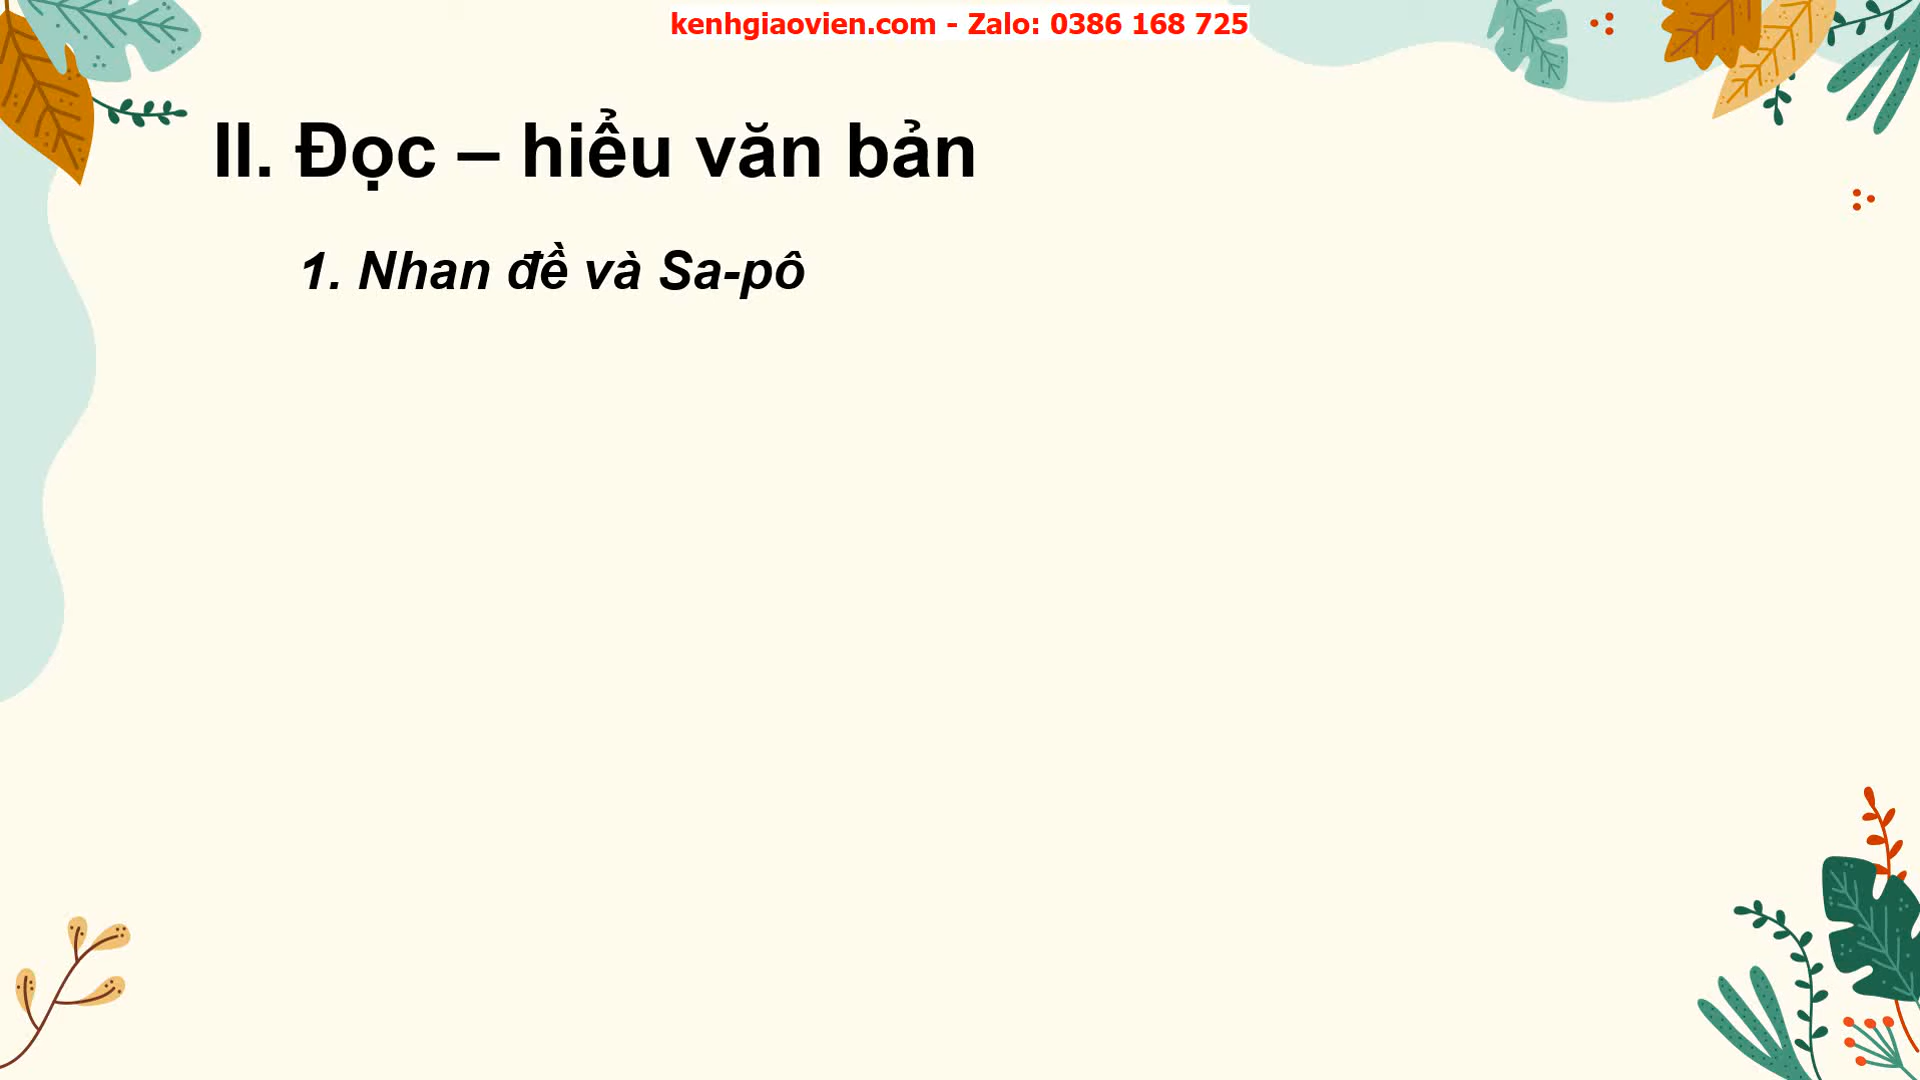 kenhgiaovien.com - Zalo: 0386 168 725
II. Đọc – hiểu văn bản
1. Nhan đề và Sa-pô